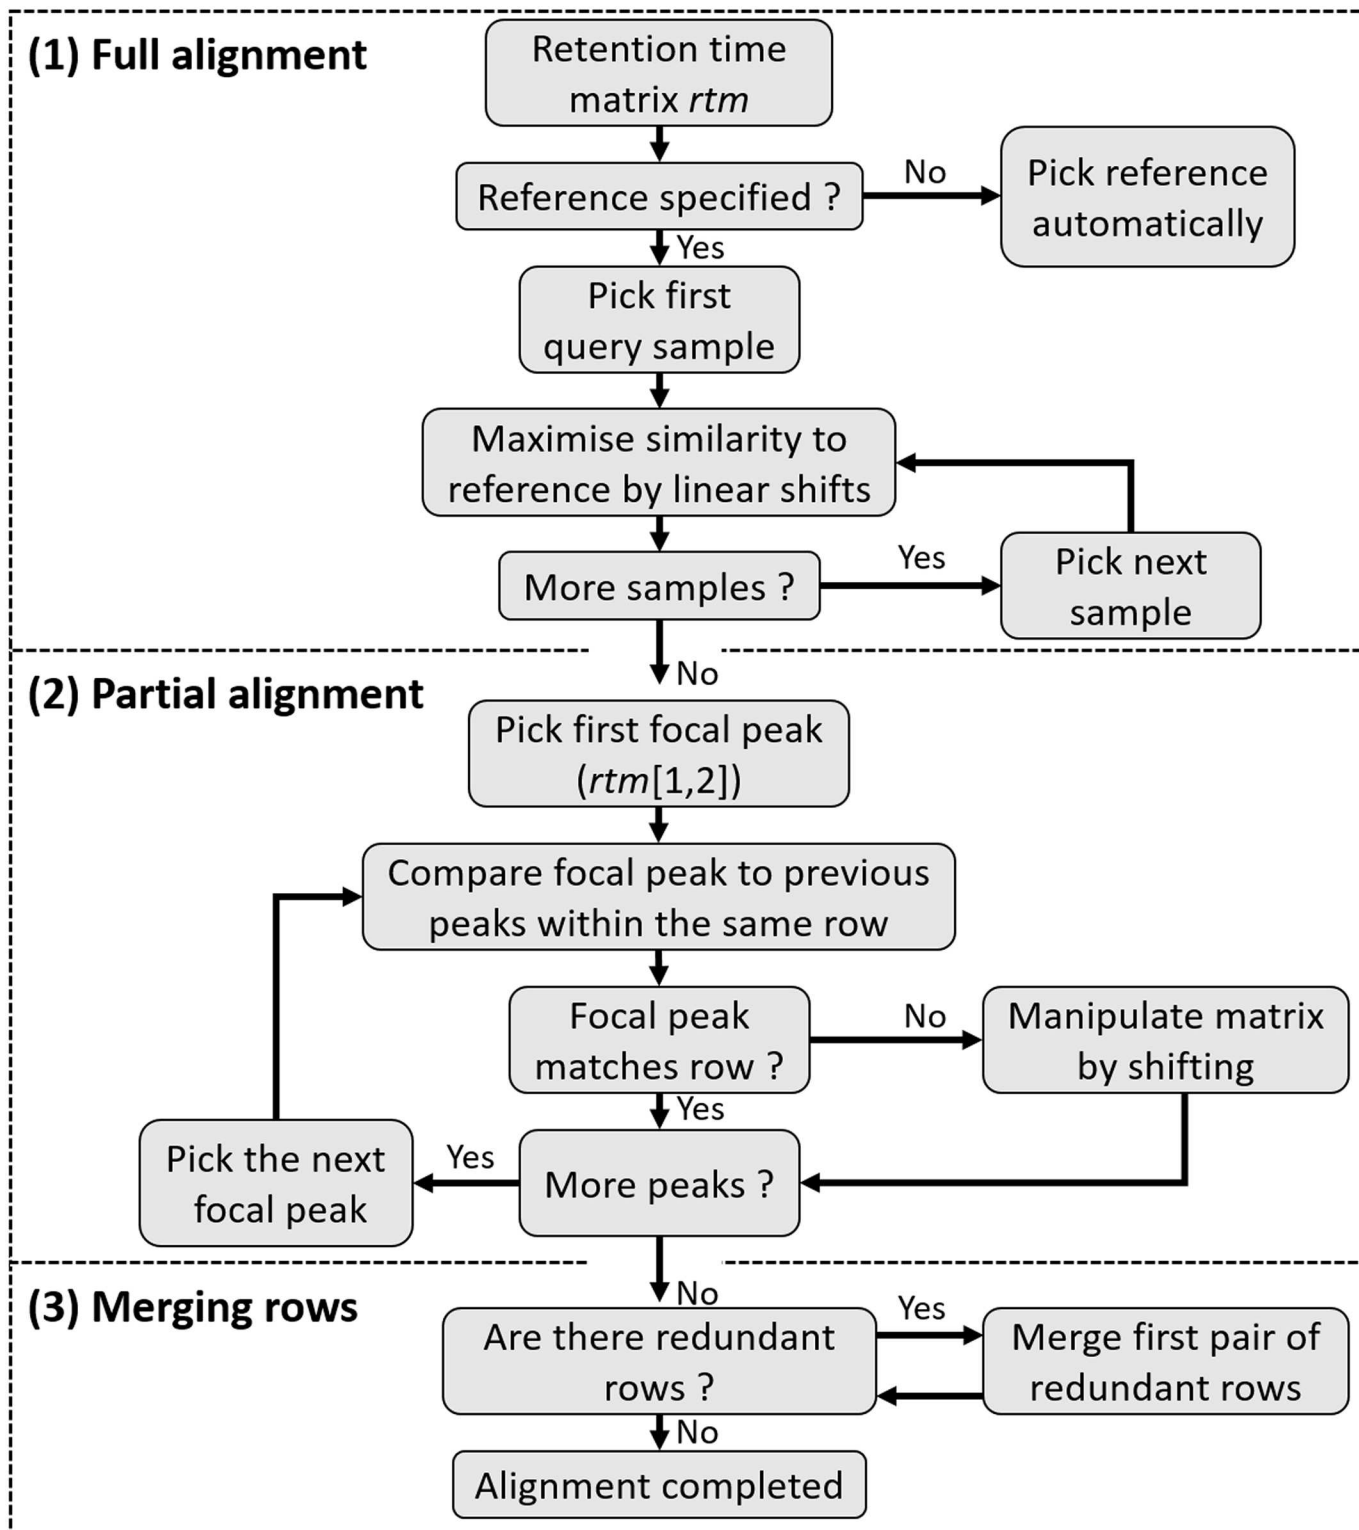 (1) Full alignment
Retention time
matrix rtm
Reference specified ?
No
Pick reference
automatically
Yes
Pick first
query sample
Maximise similarity to
reference by linear shifts
More samples ?
Yes
Pick next
sample
No
(2) Partial alignment
Pick first focal peak
(rtm[1,2])
Compare focal peak to previous
peaks within the same row
Focal peak
matches row ?
No
Manipulate matrix
by shifting
Yes
More peaks ?
Yes
Pick the next
focal peak
No
(3) Merging rows
Are there redundant
rows ?
Yes
Merge first pair of
redundant rows
No
Alignment completed